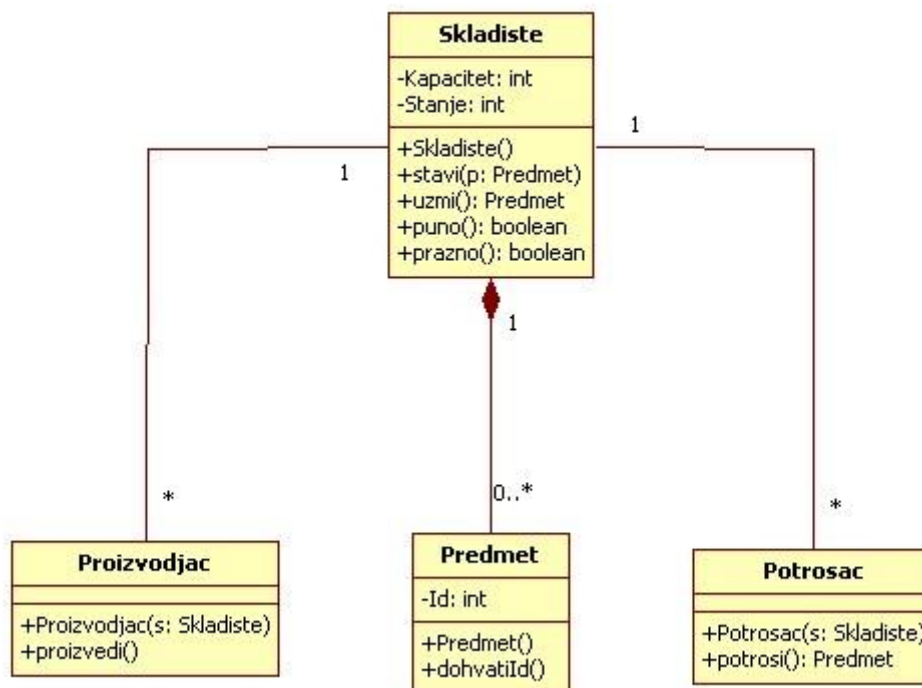 Skladiste
-Kapacitet: int
-Stanje: int
+Skladiste()
+stavi(p: Predmet)
+uzmi(): Predmet
+puno(): boolean
+prazno(): boolean
1
1
1
*
0..*
*
Proizvodjac
+Proizvodjac(s: Skladiste)
+proizvedi()
Predmet
-Id: int
+Predmet()
+dohvatiId()
Potrosac
+Potrosac(s: Skladiste)
+potrosi(): Predmet